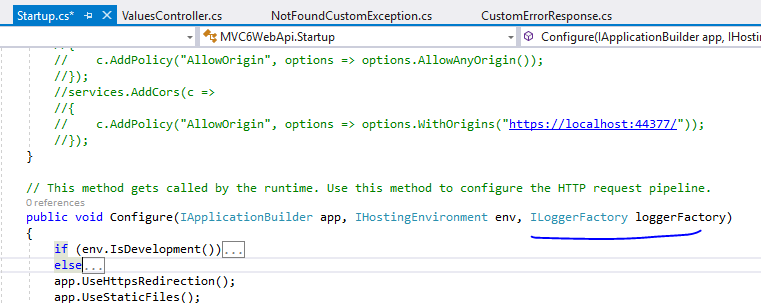 Startup.cs* ValuesController.cs NotFoundCustomException.cs CustomErrorResponse.cs
MVC6WebApi.Startup Configure(IApplicationBuilder app, IHostin
//{
//    c.AddPolicy("AllowOrigin", options => options.AllowAnyOrigin());
//});
//services.AddCors(c =>
//{
//    c.AddPolicy("AllowOrigin", options => options.WithOrigins("https://localhost:44377/"));
//});
}
// This method gets called by the runtime. Use this method to configure the HTTP request pipeline.
0 references
public void Configure(IApplicationBuilder app, IHostingEnvironment env, ILoggerFactory loggerFactory)
{
if (env.IsDevelopment())...
else...
app.UseHttpsRedirection();
app.UseStaticFiles();